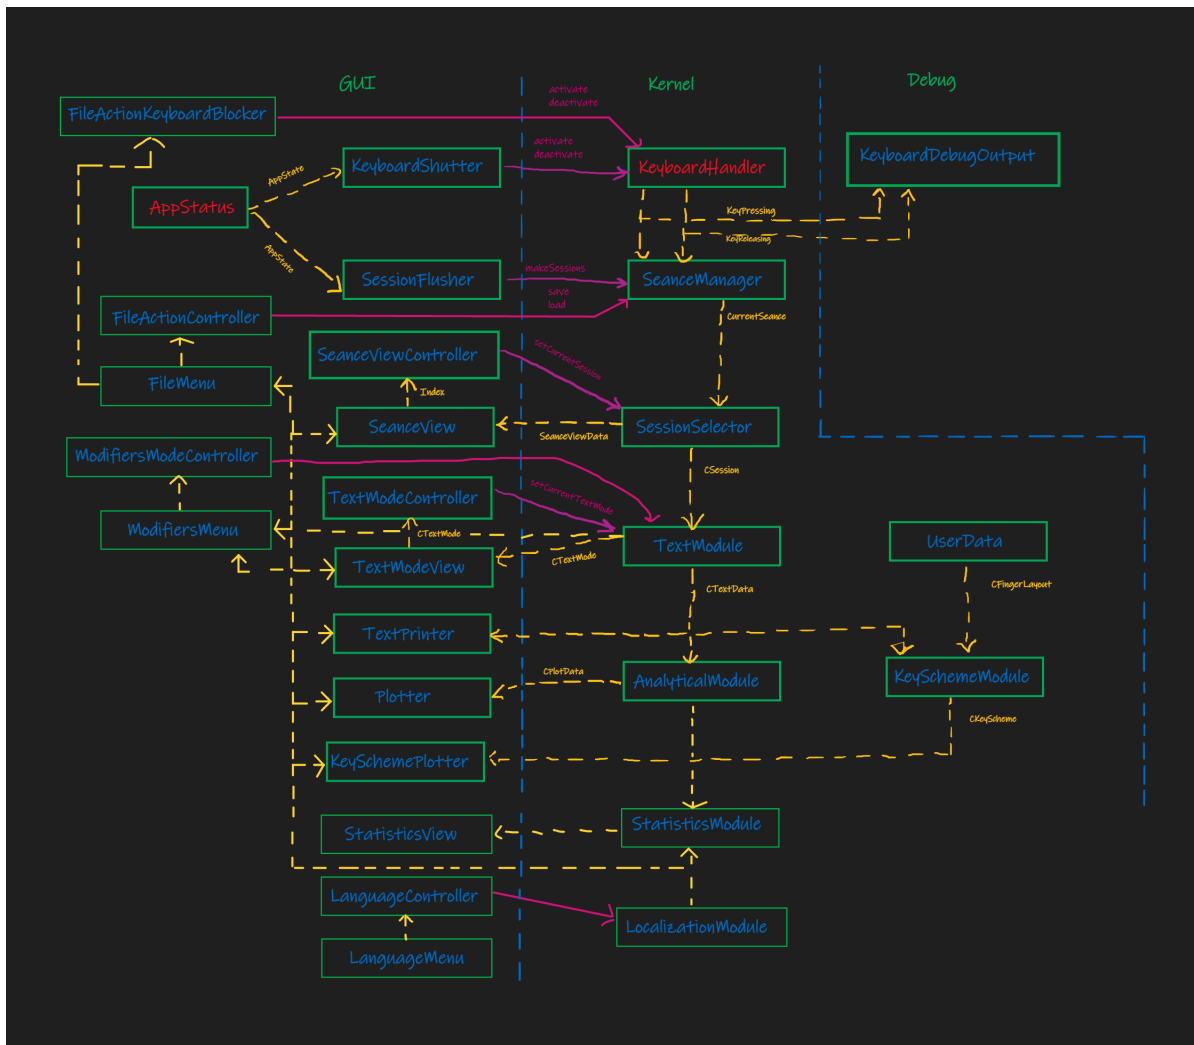 GUI
Kernel
Debug
FileActionKeyboardBlocker
activate
deactivate
KeyboardShutter
activate
deactivate
KeyboardHandler
KeyboardDebugOutput
AppState
AppStatus
KeyPressing
KeyReleasing
AppState
SessionFlusher
makeSessions
SeanceManager
save
load
FileActionController
CurrentSeance
SeanceViewController
setCurrentSession
FileMenu
Index
SeanceView
SeanceViewData
SessionSelector
ModifiersModeController
CSession
TextModeController
setCurrentTextMode
ModifiersMenu
CTextMode
TextModule
UserData
TextModeView
CTextMode
CTextData
CFingerLayout
TextPrinter
CPlotData
AnalyticalModule
KeySchemeModule
Plotter
CKeyScheme
KeySchemePlotter
StatisticsView
StatisticsModule
LanguageController
LocalizationModule
LanguageMenu